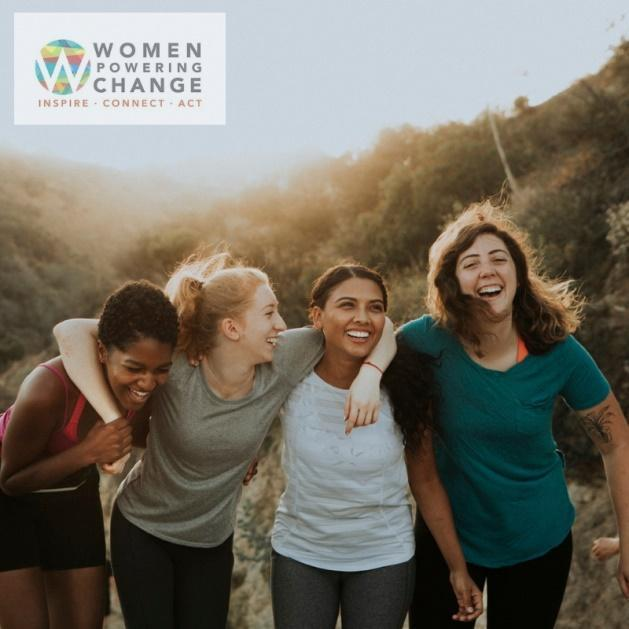 WOMEN
POWERING
CHANGE
INSPIRE · CONNECT · ACT